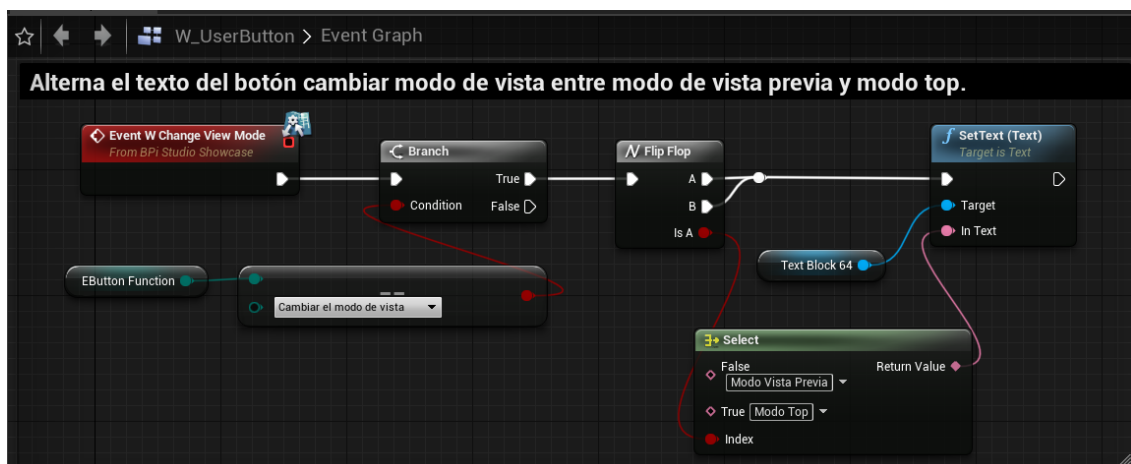 W_UserButton > Event Graph
Alterna el texto del botón cambiar modo de vista entre modo de vista previa y modo top.
Event W Change View Mode
From BPi Studio Showcase
Branch
True
Condition
False
Flip Flop
A
B
Is A
SetText (Text)
Target is Text
Target
In Text
Text Block 64
EButton Function
==
Cambiar el modo de vista
Select
False
Return Value
Modo Vista Previa
True Modo Top
Index